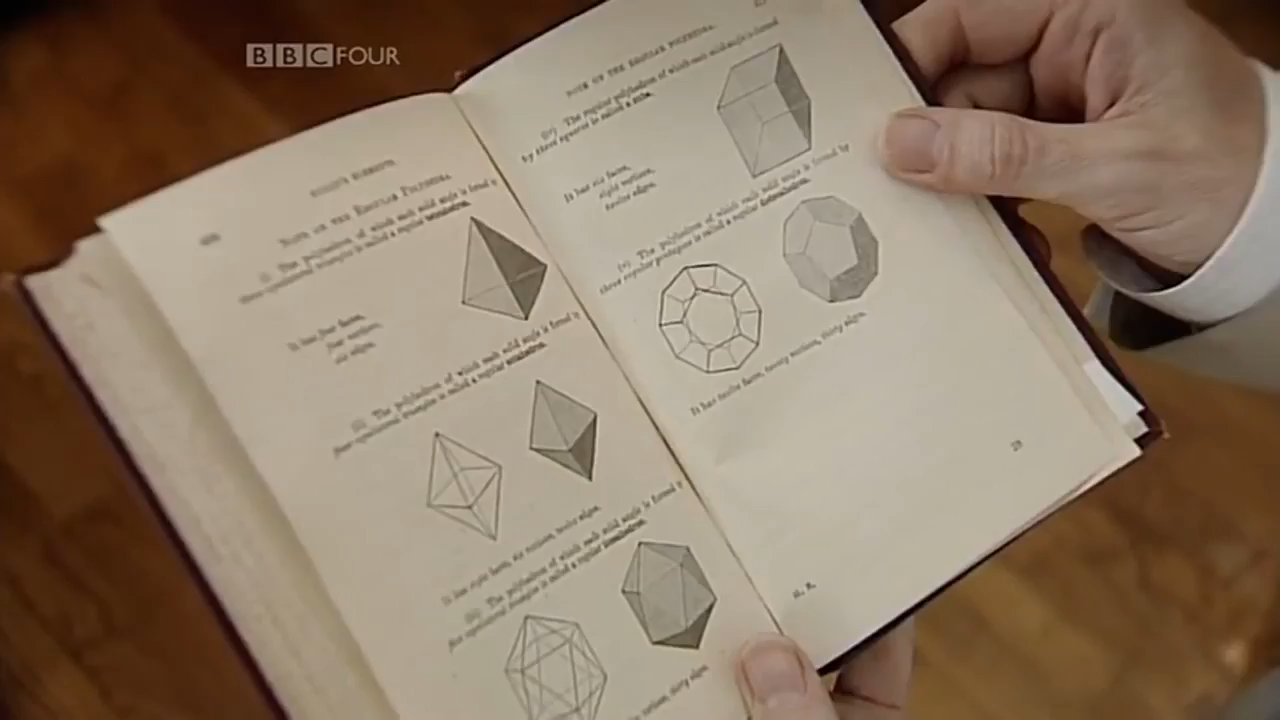 BBC FOUR
EUCLID'S ELEMENTS.
NOTE ON THE REGULAR POLYHEDRA.
(i) The polyhedron of which each solid angle is formed by
three equilateral triangles is called a regular tetrahedron.
It has four faces,
four vertices,
six edges.
(ii) The polyhedron of which each solid angle is formed by
four equilateral triangles is called a regular octahedron.
It has eight faces, six vertices, twelve edges.
(iii) The polyhedron of which each solid angle is formed by
five equilateral triangles is called a regular icosahedron.
vertices, thirty edges.
NOTE ON THE REGULAR POLYHEDRA.
(iv) The regular polyhedron of which each solid angle is formed
by three squares is called a cube.
It has six faces,
eight vertices,
twelve edges.
(v) The polyhedron of which each solid angle is formed by
three regular pentagons is called a regular dodecahedron.
It has twelve faces, twenty vertices, thirty edges.